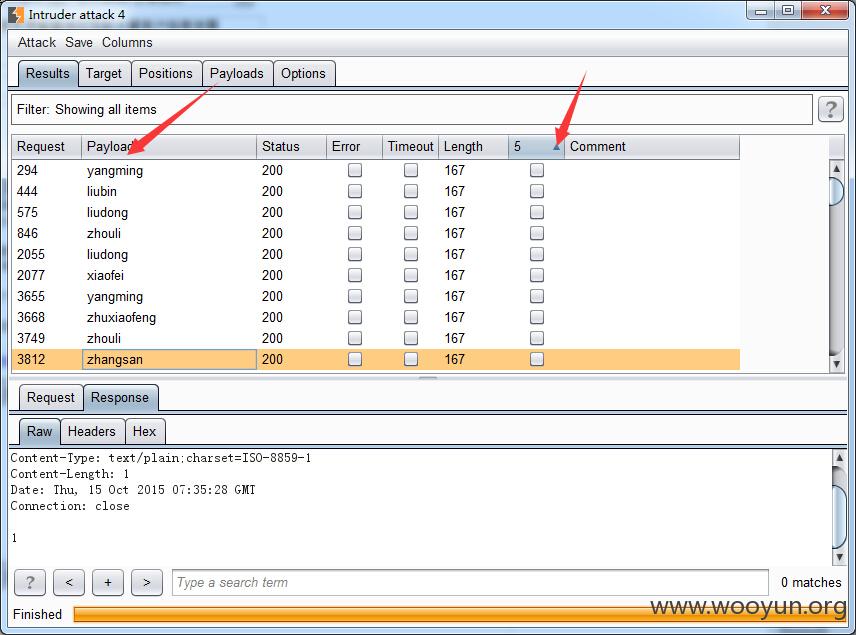 Intruder attack 4
Attack Save Columns
Results Target Positions Payloads Options
Filter: Showing all items ?
Request Payload Status Error Timeout Length 5 Comment
294 yangming 200 167
444 liubin 200 167
575 liudong 200 167
846 zhouli 200 167
2055 liudong 200 167
2077 xiaofei 200 167
3655 yangming 200 167
3668 zhuxiaofeng 200 167
3749 zhouli 200 167
3812 zhangsan 200 167
Request Response
Raw Headers Hex
Content-Type: text/plain;charset=ISO-8859-1
Content-Length: 1
Date: Thu, 15 Oct 2015 07:35:28 GMT
Connection: close
1
? < + > Type a search term 0 matches
www.wooyun.org
Finished